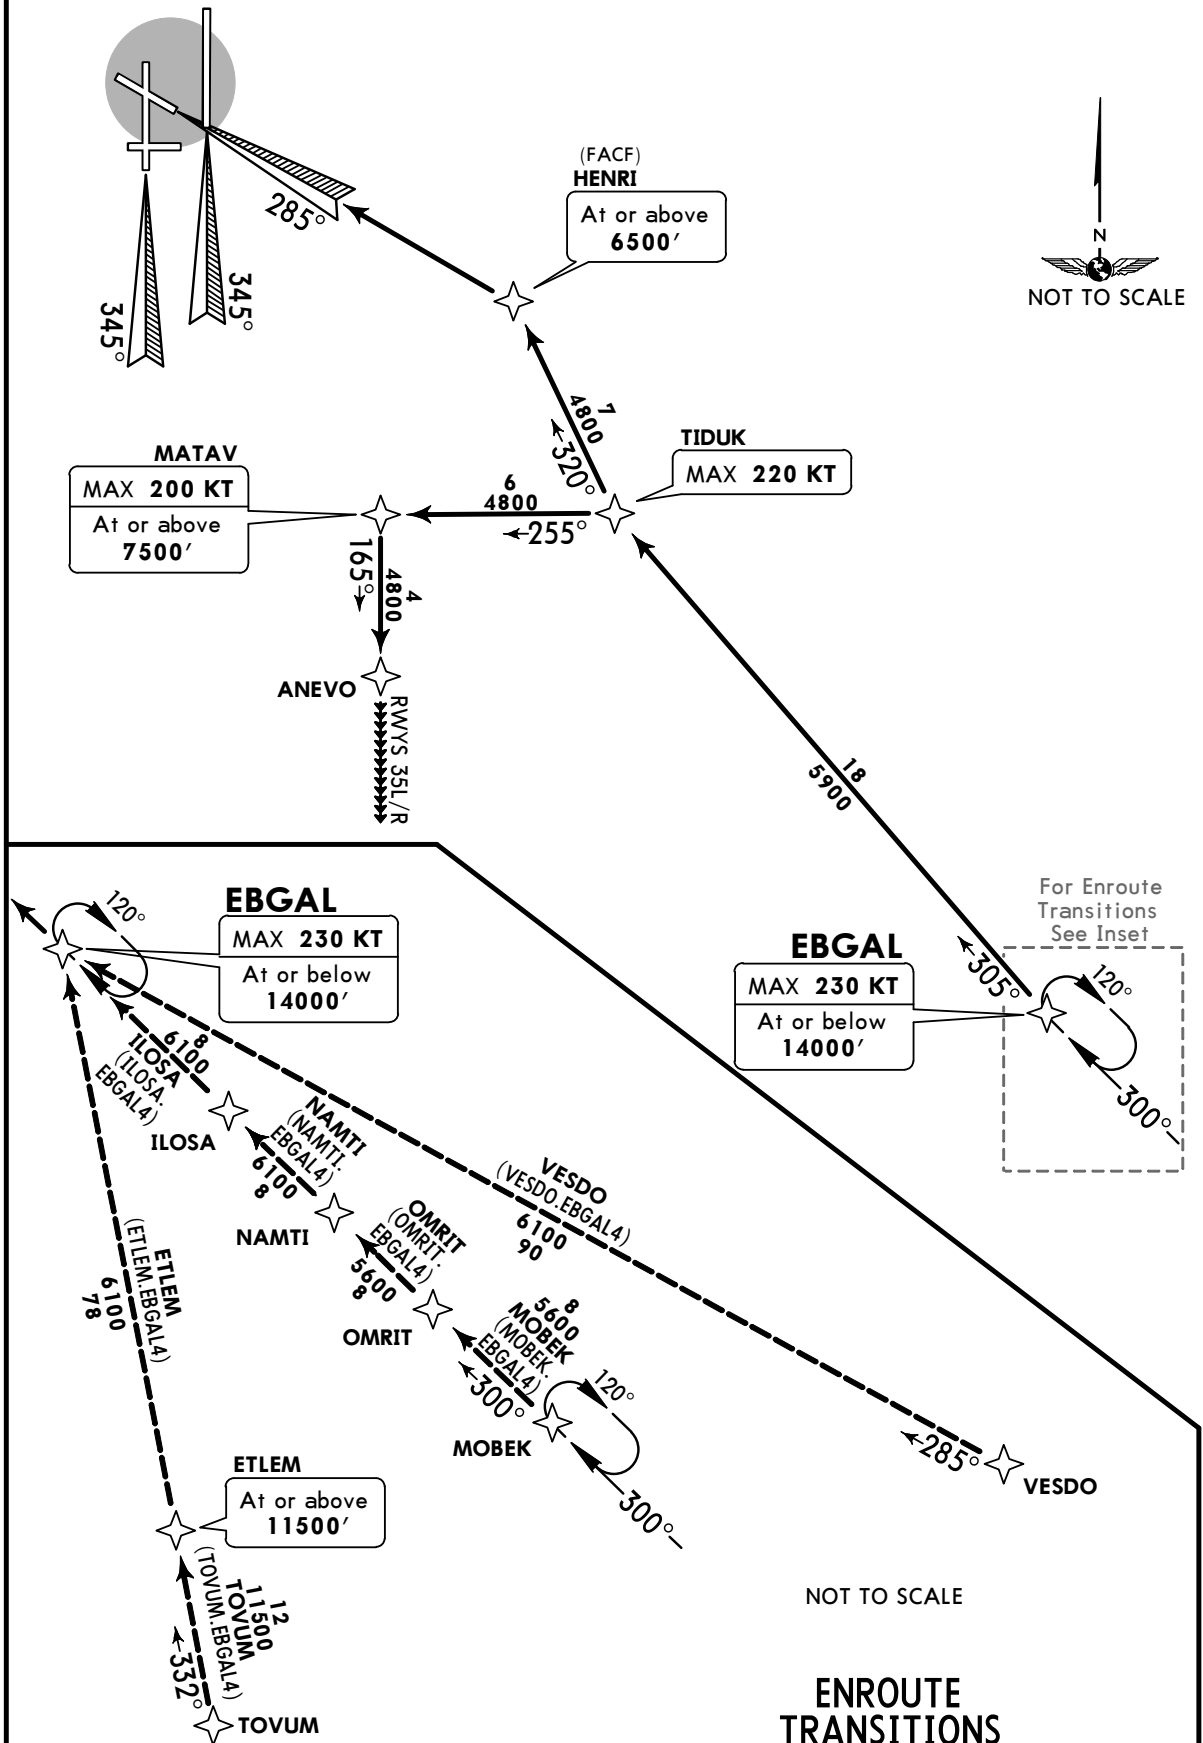 285°
345°
345°
(FACF)
HENRI
At or above
6500′
N
NOT TO SCALE
7
4800
320°
TIDUK
MAX 220 KT
MATAV
MAX 200 KT
At or above
7500′
6
4800
255°
165°
4
4800
ANEVO
RWYS 35L/R
18
5900
305°
For Enroute
Transitions
See Inset
EBGAL
MAX 230 KT
At or below
14000′
120°
300°
EBGAL
MAX 230 KT
At or below
14000′
120°
8
6100
ILOSA
(ILOSA.
EBGAL4)
ILOSA
NAMTI
(NAMTI.
EBGAL4)
6100
8
NAMTI
OMRIT
(OMRIT.
EBGAL4)
5600
8
OMRIT
8
5600
MOBEK
(MOBEK.
EBGAL4)
300°
MOBEK
120°
300°
VESDO
(VESDO.EBGAL4)
6100
90
285°
VESDO
ETLEM
(ETLEM.EBGAL4)
6100
78
ETLEM
At or above
11500′
12
11500
TOVUM
(TOVUM.EBGAL4)
332°
TOVUM
NOT TO SCALE
ENROUTE
TRANSITIONS